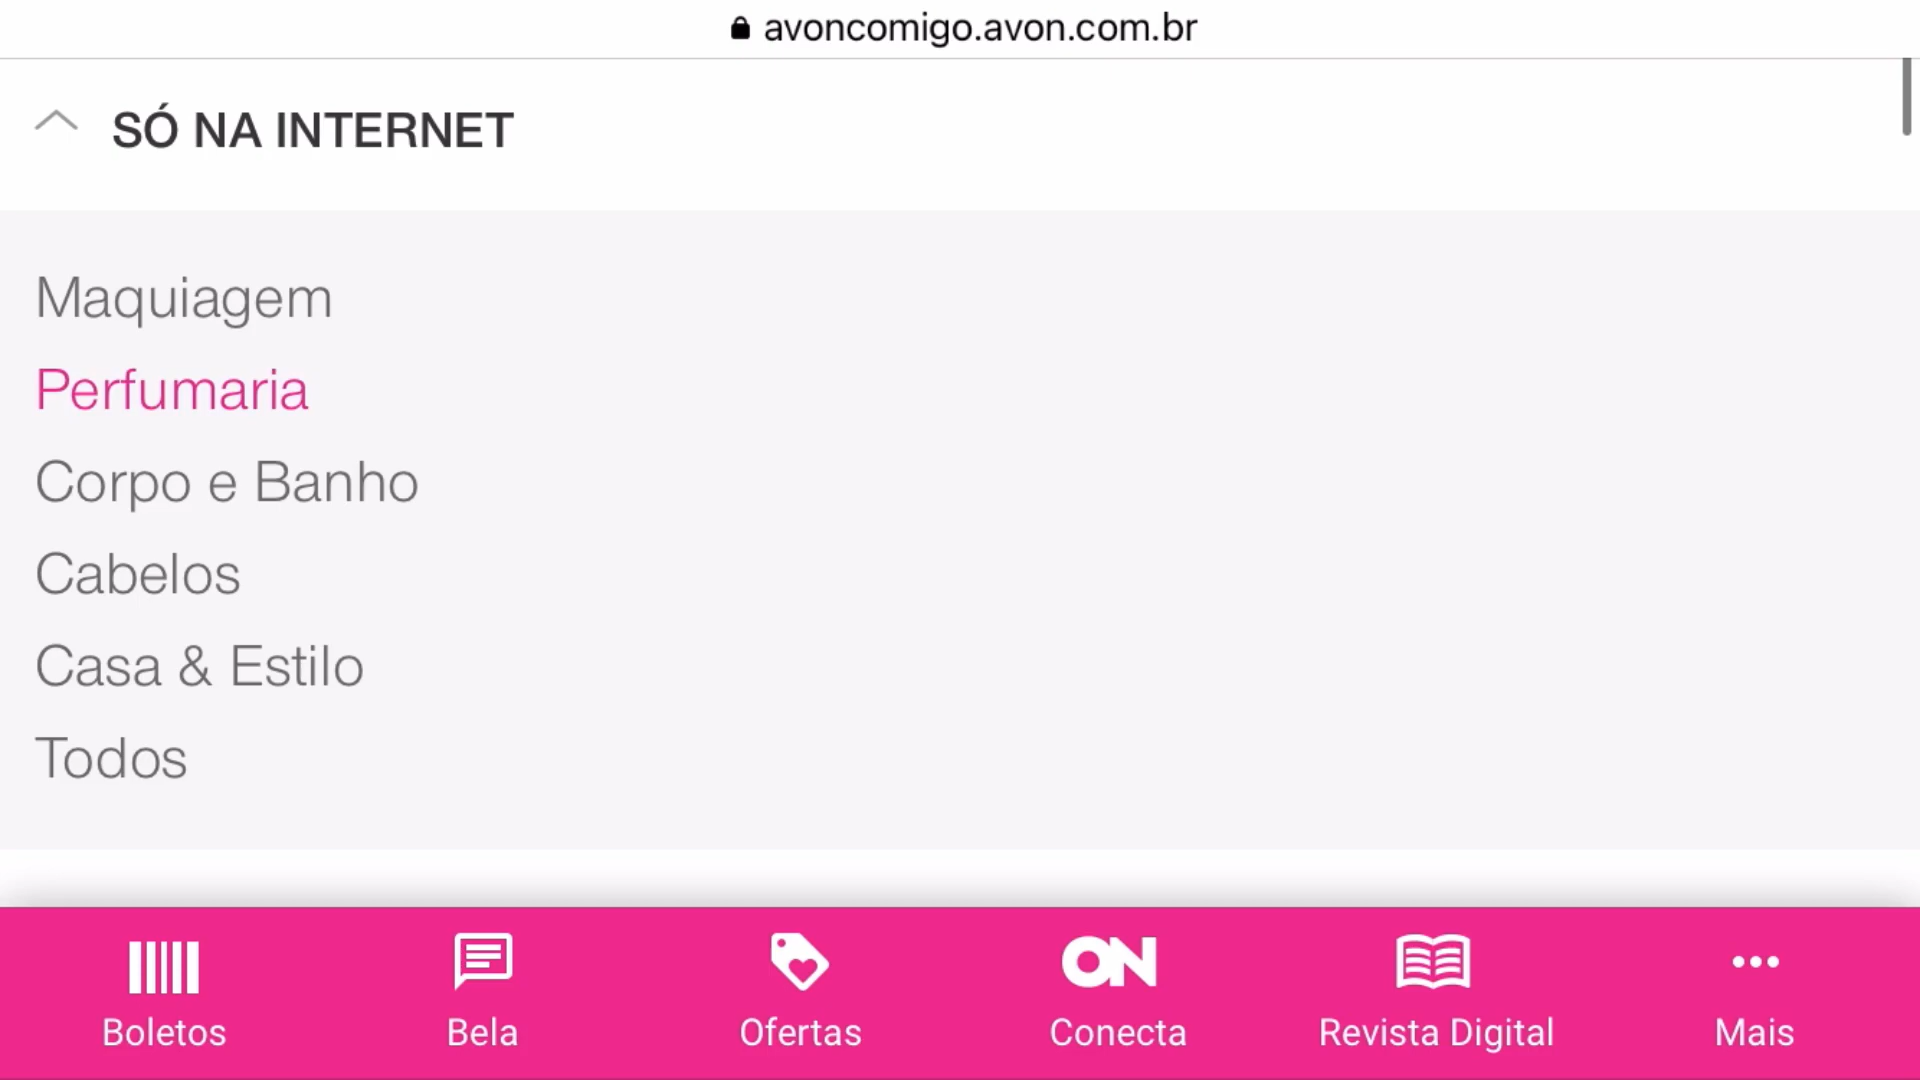 avoncomigo.avon.com.br
SÓ NA INTERNET
Maquiagem
Perfumaria
Corpo e Banho
Cabelos
Casa & Estilo
Todos
ON
Boletos
Bela
Ofertas
Conecta
Revista Digital
Mais